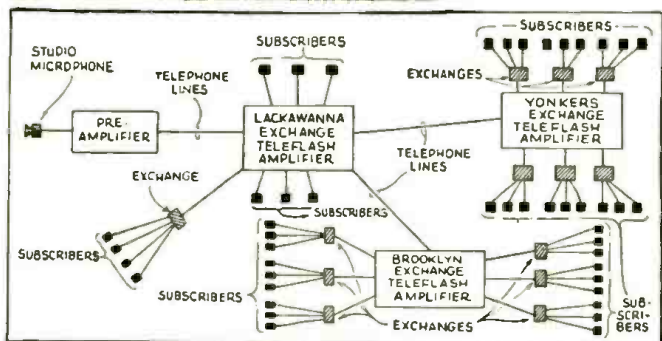 STUDIO
MICROPHONE
TELEPHONE
LINES
PRE-
AMPLIFIER
SUBSCRIBERS
LACKAWANNA
EXCHANGE
TELEFLASH
AMPLIFIER
EXCHANGE
SUBSCRIBERS
SUBSCRIBERS
TELEPHONE
LINES
SUBSCRIBERS
EXCHANGES
YONKERS
EXCHANGE
TELEFLASH
AMPLIFIER
SUBSCRIBERS
BROOKLYN
EXCHANGE
TELEFLASH
AMPLIFIER
EXCHANGES
SUB-
SCRI-
BERS